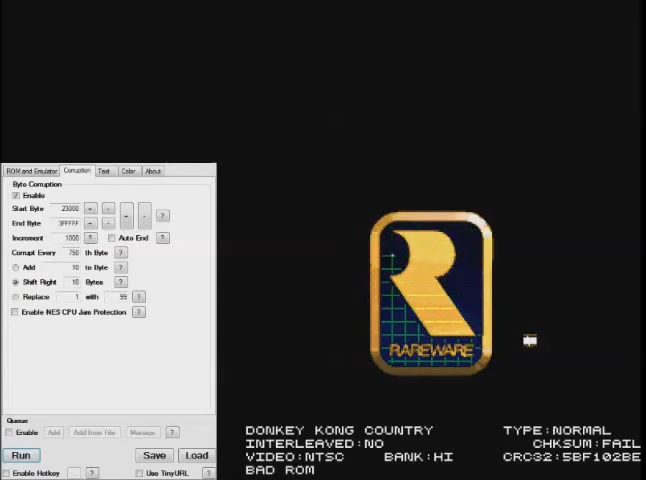 ROM and Emulator Corruption Text Color About
Byte Corruption
Enable
Start Byte 23000 + - + - ?
End Byte 3FFFFF + -
Increment 1000 ? Auto End ?
Corrupt Every 750 th Byte ?
Add 10 to Byte ?
Shift Right 10 Bytes ?
Replace 1 with 99 ?
Enable NES CPU Jam Protection ?
Queue
Enable Add Add from File Manage ?
Run Save Load
Enable Hotkey ... ? Use TinyURL ?
RAREWARE
DONKEY KONG COUNTRY TYPE:NORMAL
INTERLEAVED:NO CHKSUM:FAIL
VIDEO:NTSC BANK:HI CRC32:5BF102BE
BAD ROM